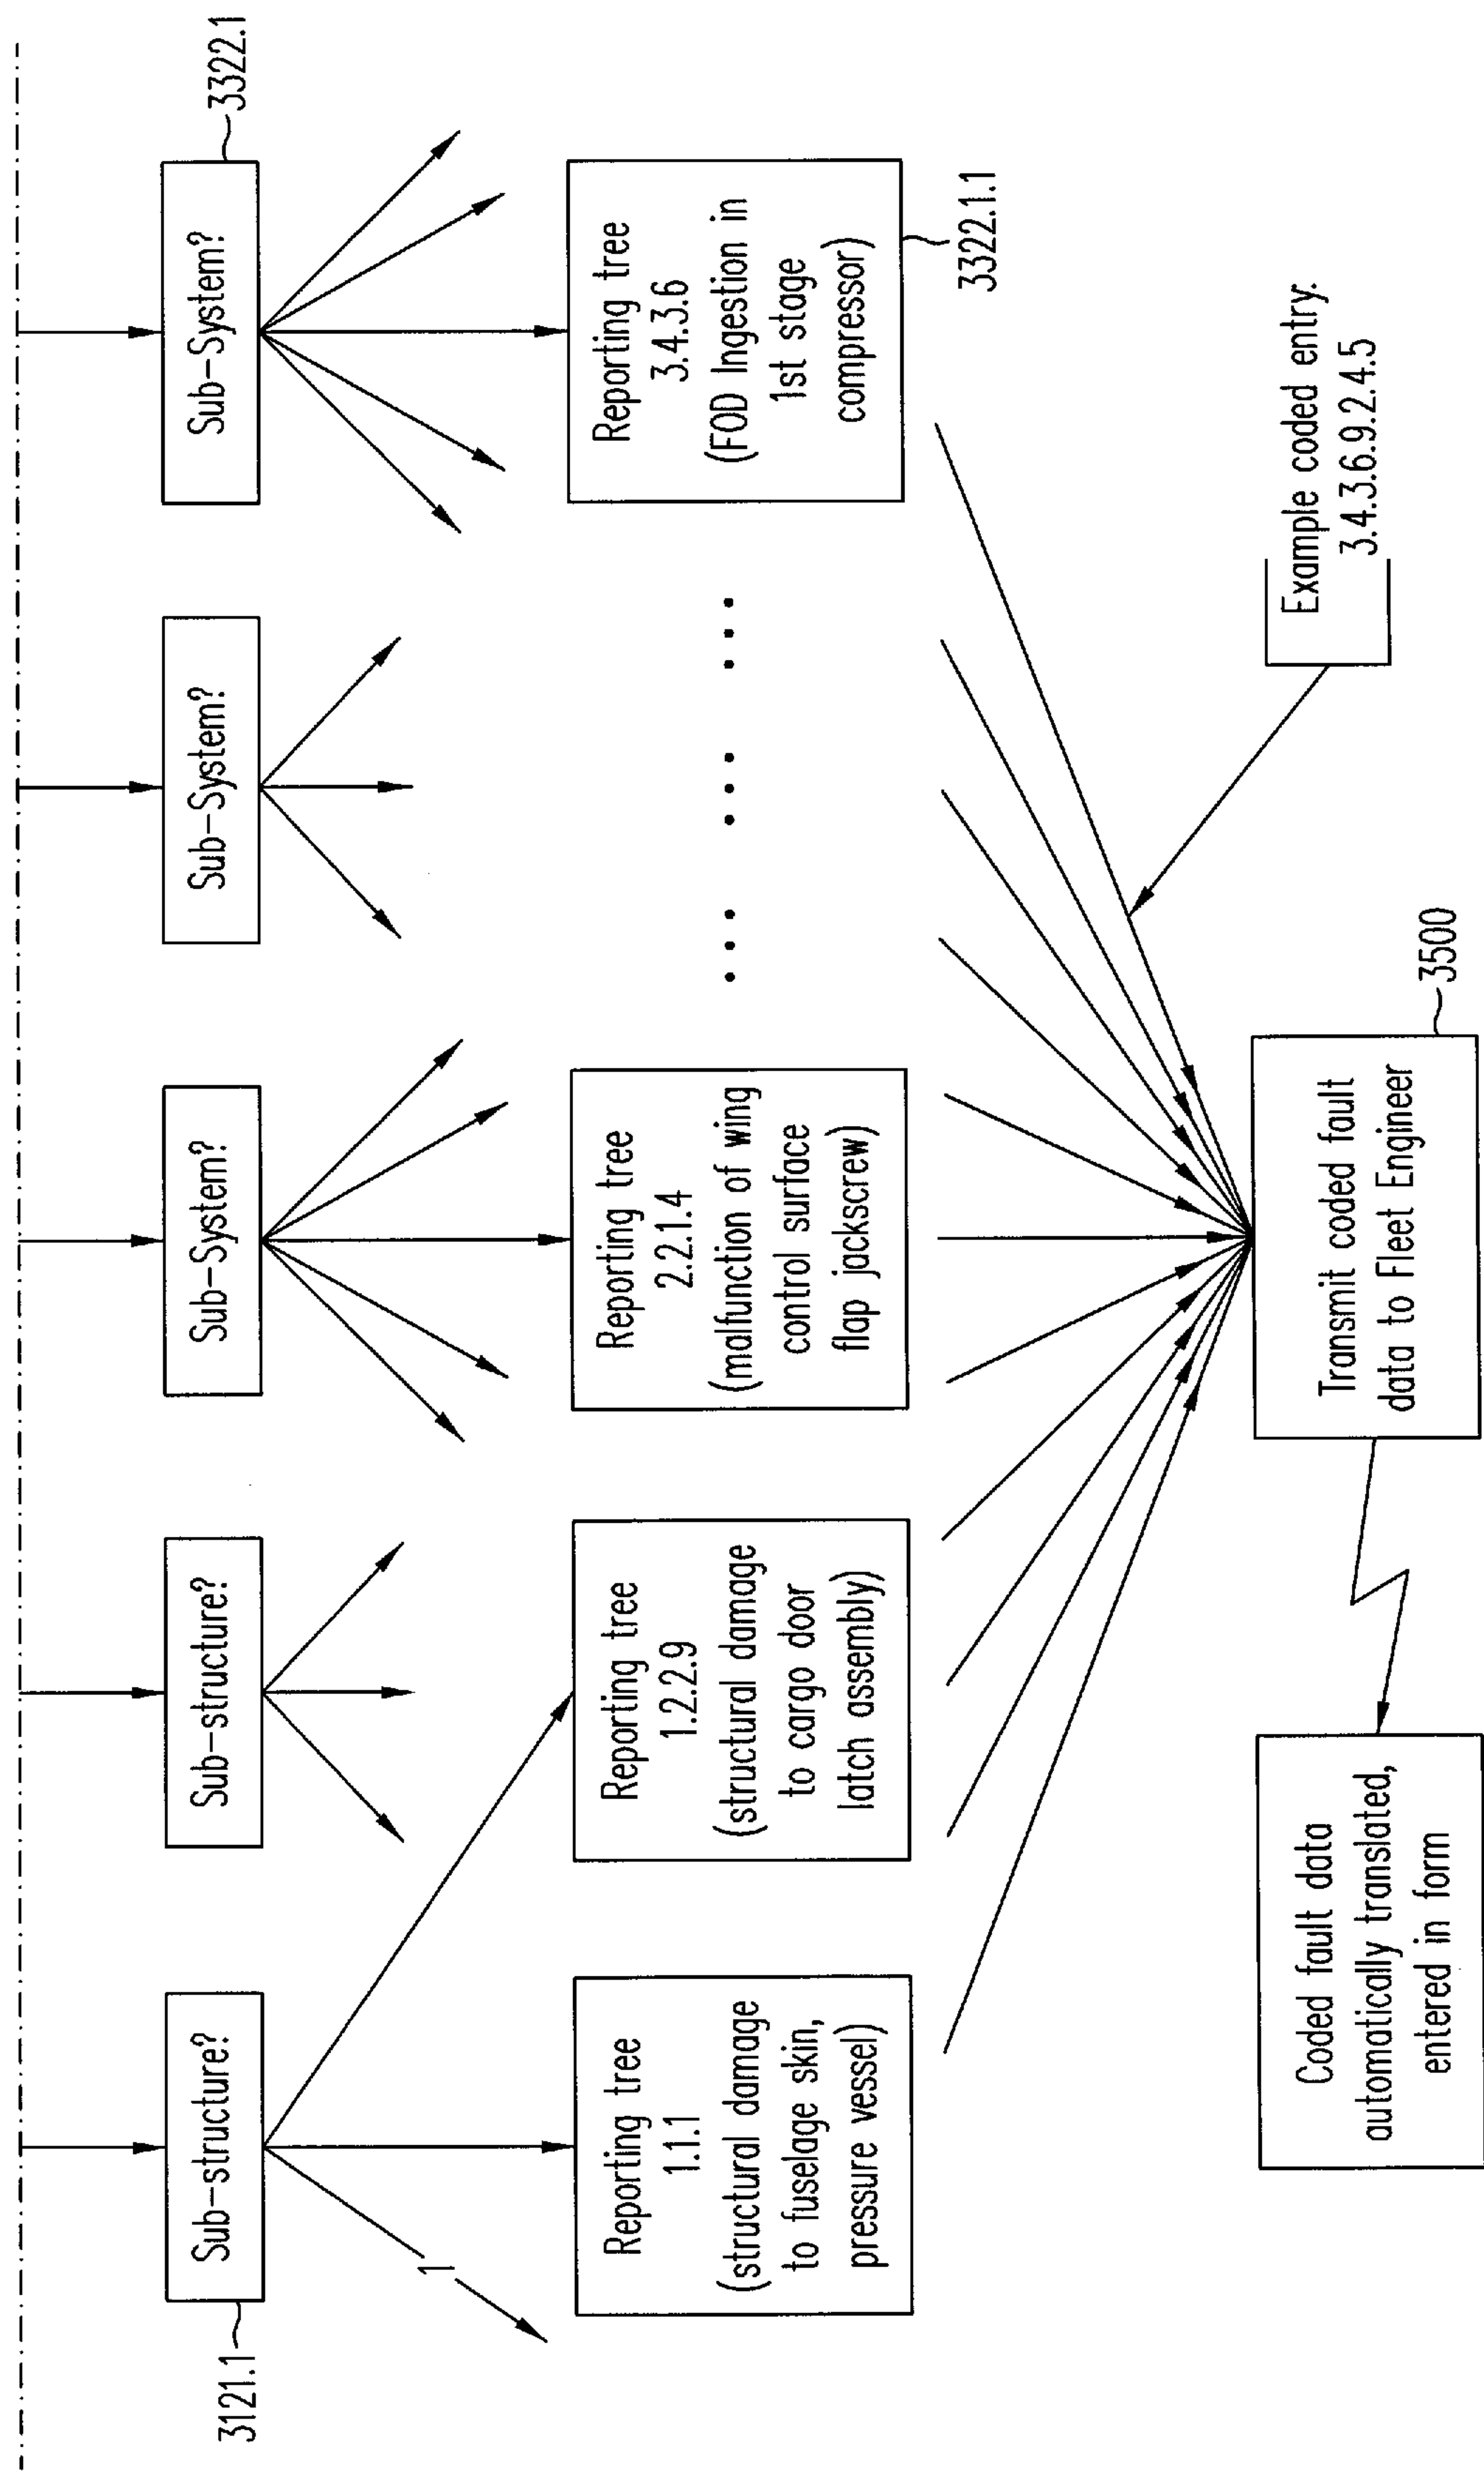 3121.1
Sub-structure?
Sub-structure?
Sub-System?
Sub-System?
Sub-System?
3322.1
1
Reporting tree
1.1.1
(structural damage
to fuselage skin,
pressure vessel)
Reporting tree
1.2.2.9
(structural damage
to cargo door
latch assembly)
Reporting tree
2.2.1.4
(malfunction of wing
control surface
flap jackscrew)
Reporting tree
3.4.3.6
(FOD Ingestion in
1st stage
compressor)
3322.1.1
Example coded entry:
3.4.3.6.9.2.4.5
Coded fault data
automatically translated,
entered in form
Transmit coded fault
data to Fleet Engineer
3500